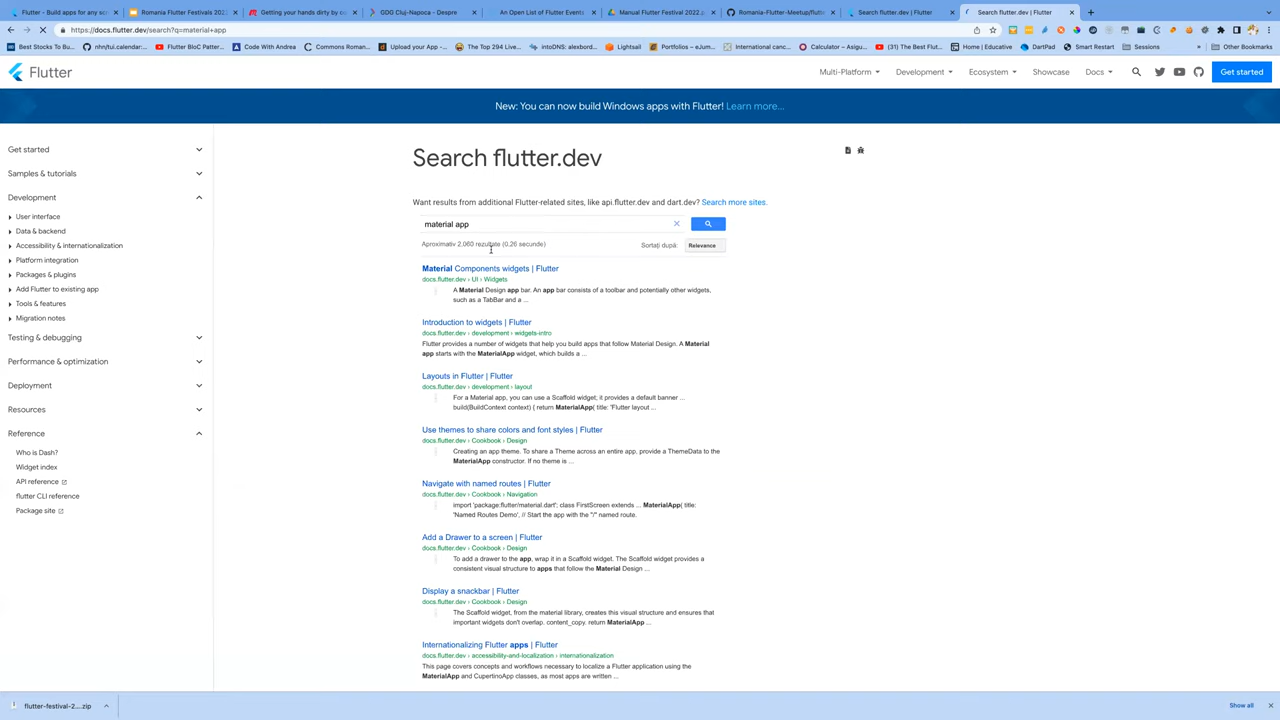 Flutter - Build apps for any scr
Romania Flutter Festivals 202
Getting your hands dirty by co
GDG Cluj-Napoca - Despre
An Open List of Flutter Events
Manual Flutter Festival 2022.p
Romania-Flutter-Meetup/flutte
Search flutter.dev | Flutter
Search flutter.dev | Flutter
https://docs.flutter.dev/search?q=material+app
Best Stocks To Bu...
nhn/tui.calendar:...
Flutter BloC Patter...
Code With Andrea
Commons Roman...
Upload your App -...
The Top 294 Live...
intoDNS: alexbord...
Lightsail
Portfolios – eJum...
International canc...
Calculator – Asigu...
(31) The Best Flut...
Home | Educative
DartPad
Smart Restart
Sessions
»
Other Bookmarks
Flutter
Multi-Platform
Development
Ecosystem
Showcase
Docs
Get started
New: You can now build Windows apps with Flutter! Learn more...
Get started
Samples & tutorials
Development
User interface
Data & backend
Accessibility & internationalization
Platform integration
Packages & plugins
Add Flutter to existing app
Tools & features
Migration notes
Testing & debugging
Performance & optimization
Deployment
Resources
Reference
Who is Dash?
Widget index
API reference
flutter CLI reference
Package site
Search flutter.dev
Want results from additional Flutter-related sites, like api.flutter.dev and dart.dev? Search more sites.
material app
Aproximativ 2,060 rezultate (0.26 secunde)
Sortați după:
Relevance
Material Components widgets | Flutter
docs.flutter.dev › UI › Widgets
A Material Design app bar. An app bar consists of a toolbar and potentially other widgets,
such as a TabBar and a ...
Introduction to widgets | Flutter
docs.flutter.dev › development › widgets-intro
Flutter provides a number of widgets that help you build apps that follow Material Design. A Material
app starts with the MaterialApp widget, which builds a ...
Layouts in Flutter | Flutter
docs.flutter.dev › development › layout
For a Material app, you can use a Scaffold widget; it provides a default banner ...
build(BuildContext context) { return MaterialApp( title: 'Flutter layout ...
Use themes to share colors and font styles | Flutter
docs.flutter.dev › Cookbook › Design
Creating an app theme. To share a Theme across an entire app, provide a ThemeData to the
MaterialApp constructor. If no theme is ...
Navigate with named routes | Flutter
docs.flutter.dev › Cookbook › Navigation
import 'package:flutter/material.dart'; class FirstScreen extends ... MaterialApp( title:
'Named Routes Demo', // Start the app with the "/" named route.
Add a Drawer to a screen | Flutter
docs.flutter.dev › Cookbook › Design
To add a drawer to the app, wrap it in a Scaffold widget. The Scaffold widget provides a
consistent visual structure to apps that follow the Material Design ...
Display a snackbar | Flutter
docs.flutter.dev › Cookbook › Design
The Scaffold widget, from the material library, creates this visual structure and ensures that
important widgets don't overlap. content_copy. return MaterialApp ...
Internationalizing Flutter apps | Flutter
docs.flutter.dev › accessibility-and-localization › internationalization
This page covers concepts and workflows necessary to localize a Flutter application using the
MaterialApp and CupertinoApp classes, as most apps are written ...
flutter-festival-2....zip
Show all